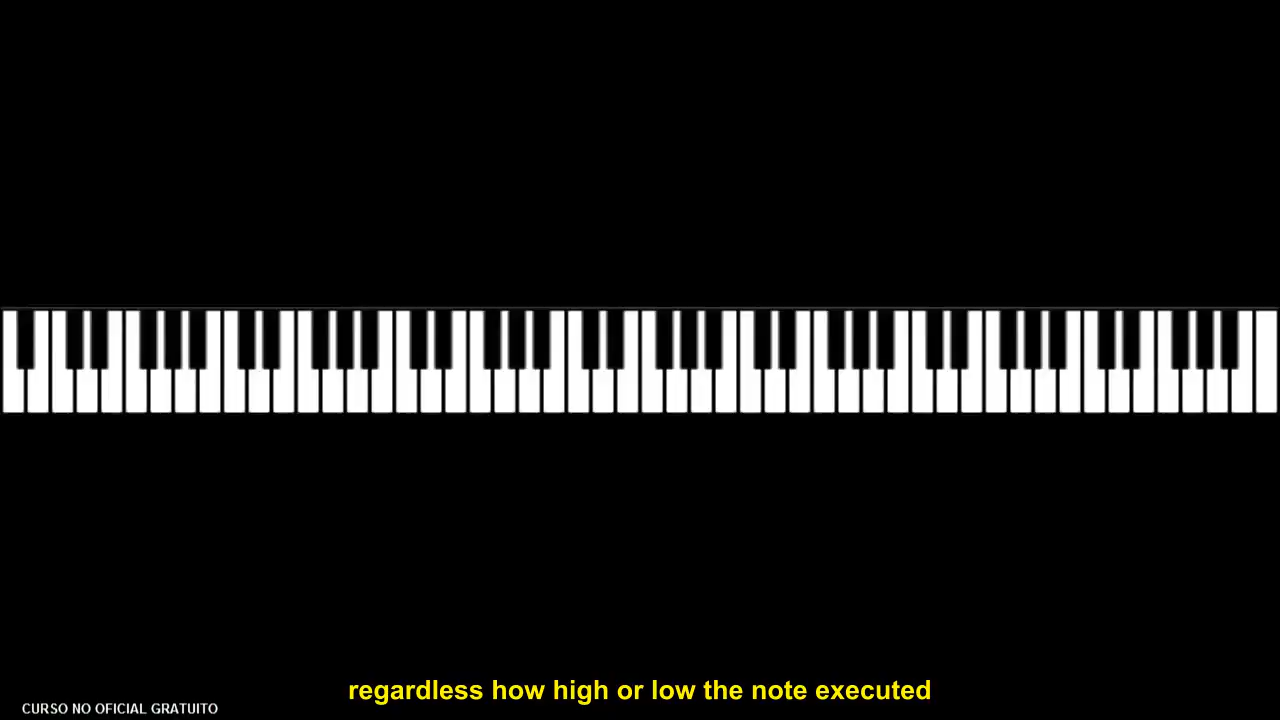 regardless how high or low the note executed
CURSO NO OFICIAL GRATUITO